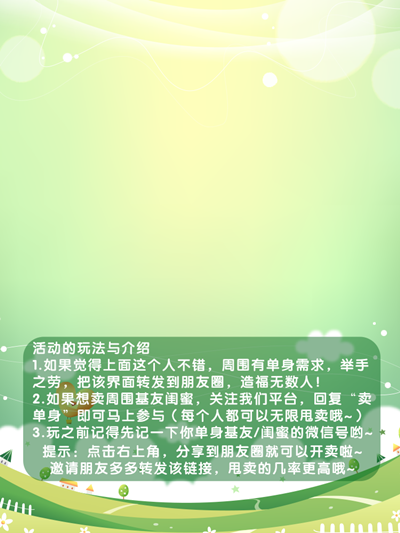 活动的玩法与介绍
1.如果觉得上面这个人不错，周围有单身需求，举手
之劳，把该界面转发到朋友圈，造福无数人！
2.如果想卖周围基友闺蜜，关注我们平台，回复“卖
单身”即可马上参与（每个人都可以无限甩卖哦~）
3.玩之前记得先记一下你单身基友/闺蜜的微信号哟~
提示：点击右上角，分享到朋友圈就可以开卖啦~
邀请朋友多多转发该链接，甩卖的几率更高哦~